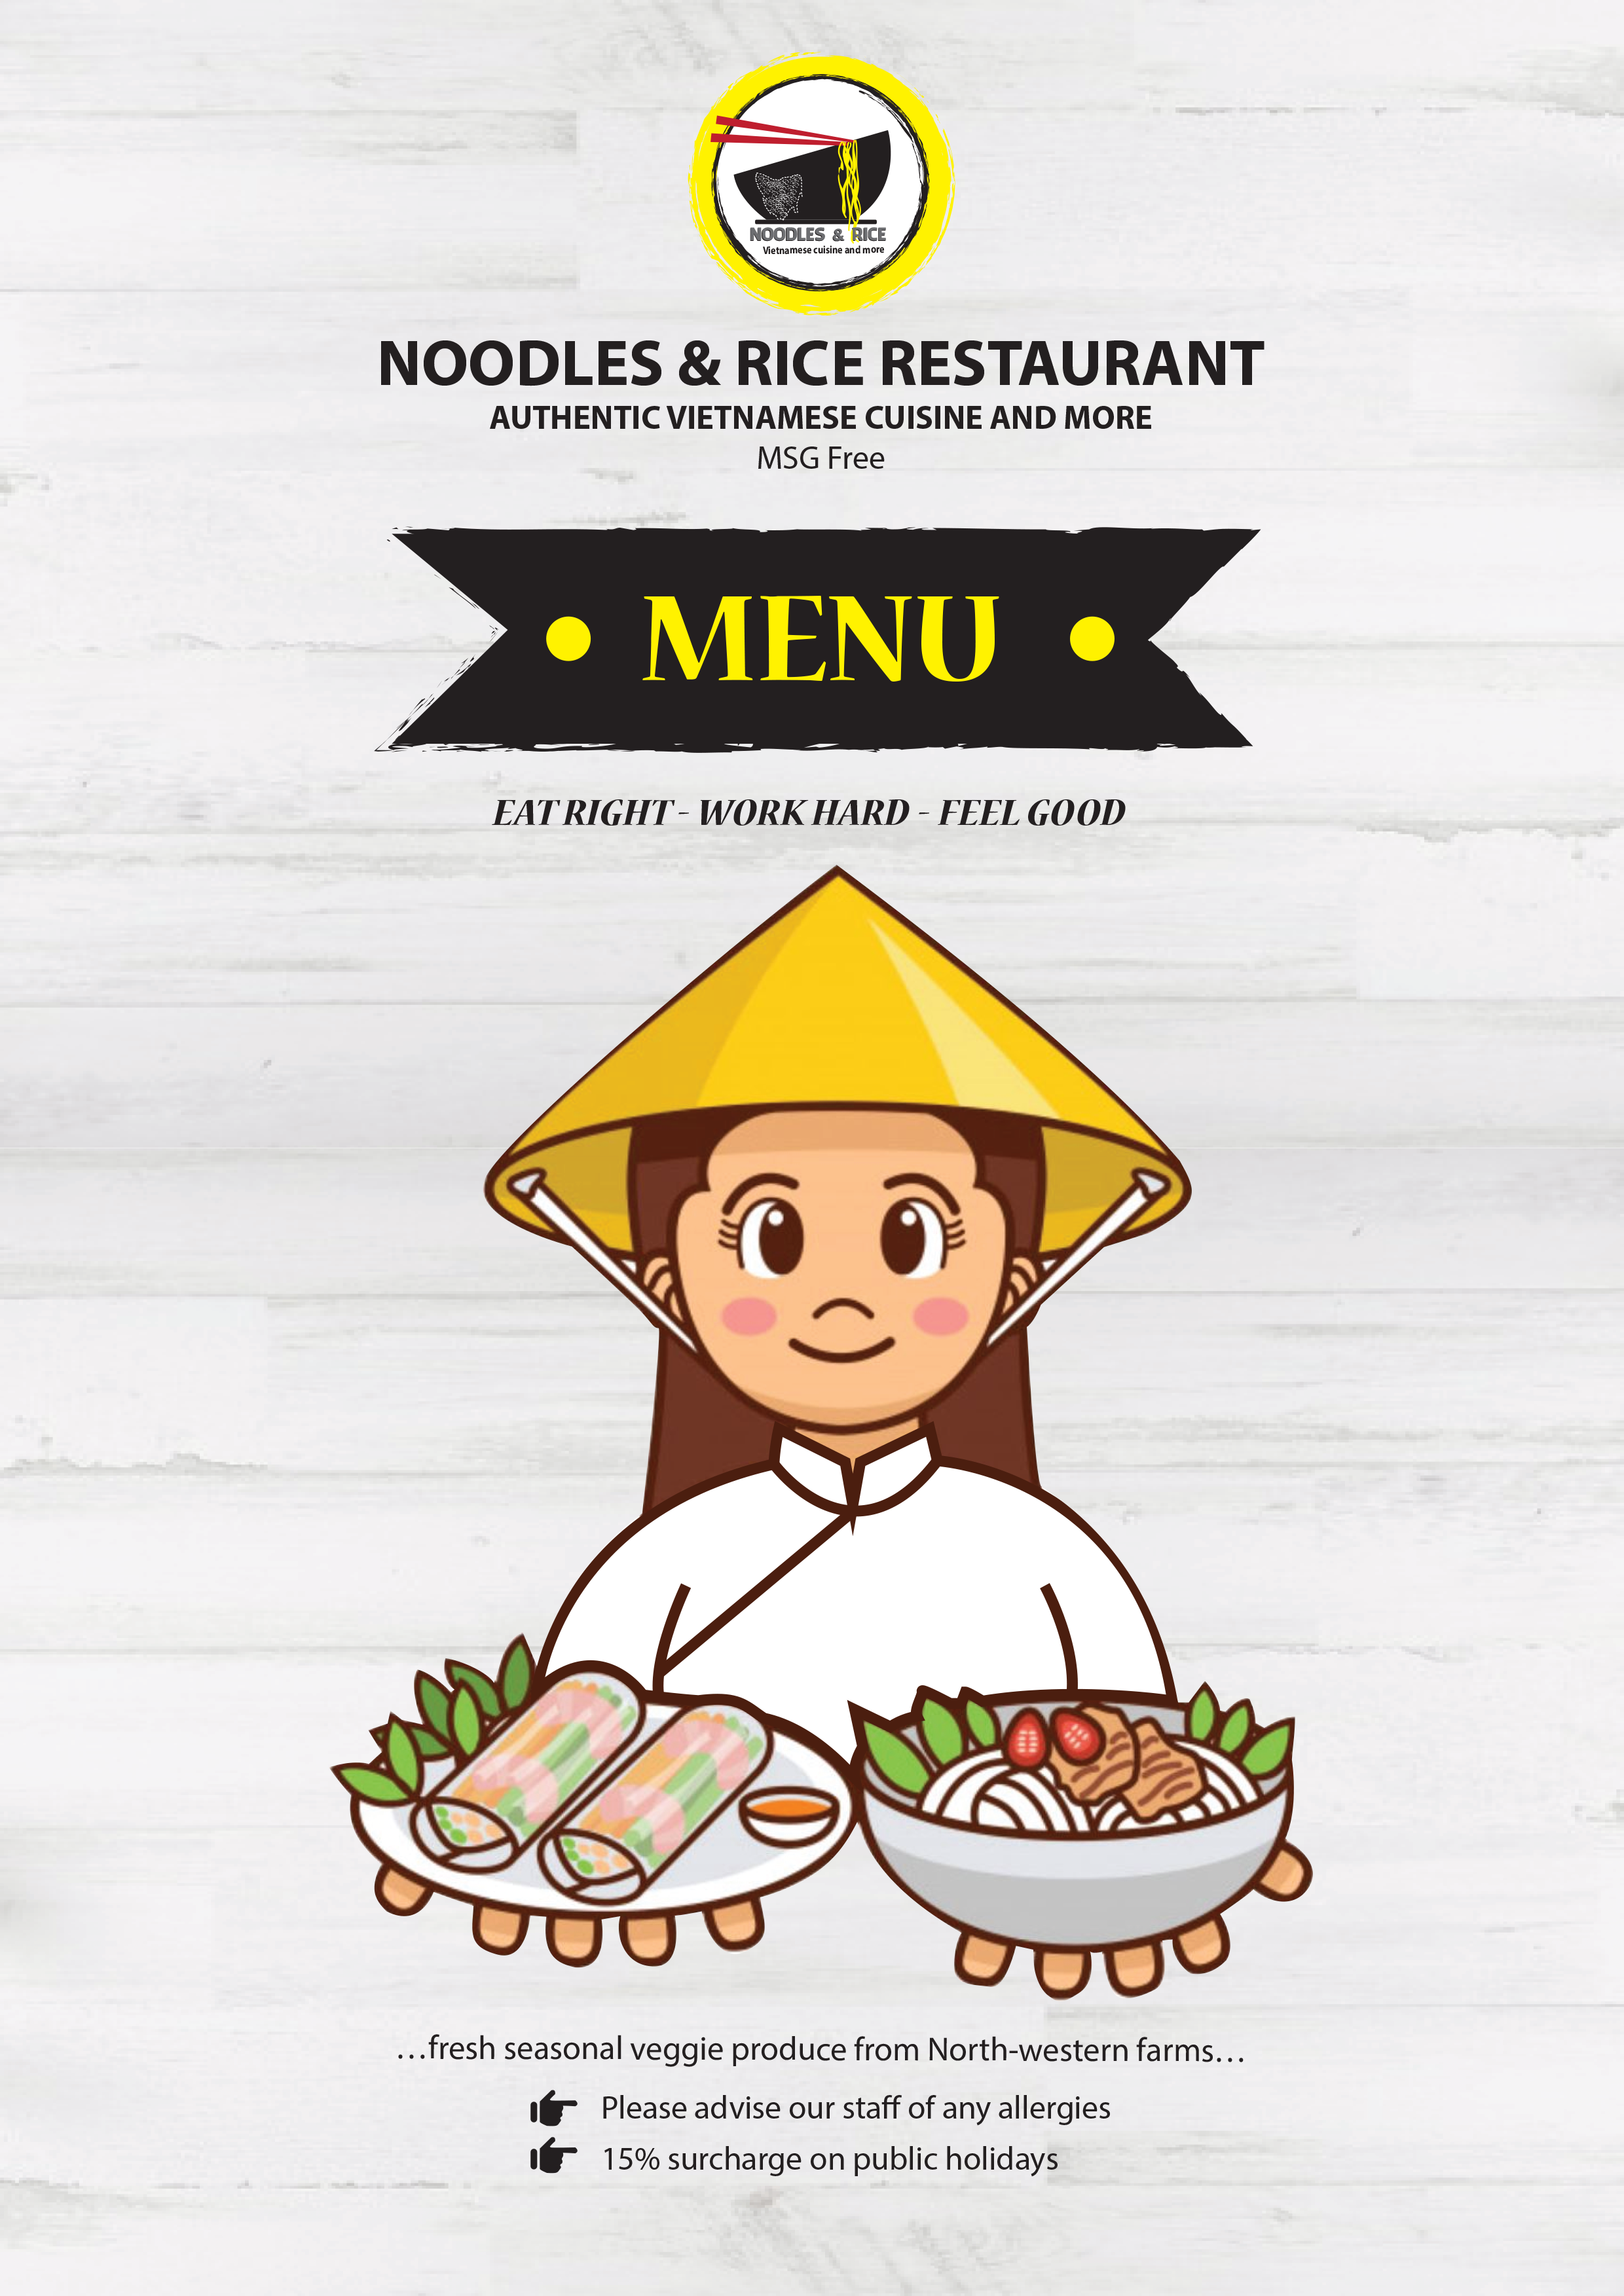 NOODLES & RICE
Vietnamese cuisine and more
NOODLES & RICE RESTAURANT
AUTHENTIC VIETNAMESE CUISINE AND MORE
MSG Free
MENU
EAT RIGHT - WORK HARD - FEEL GOOD
...fresh seasonal veggie produce from North-western farms...
Please advise our staff of any allergies
15% surcharge on public holidays